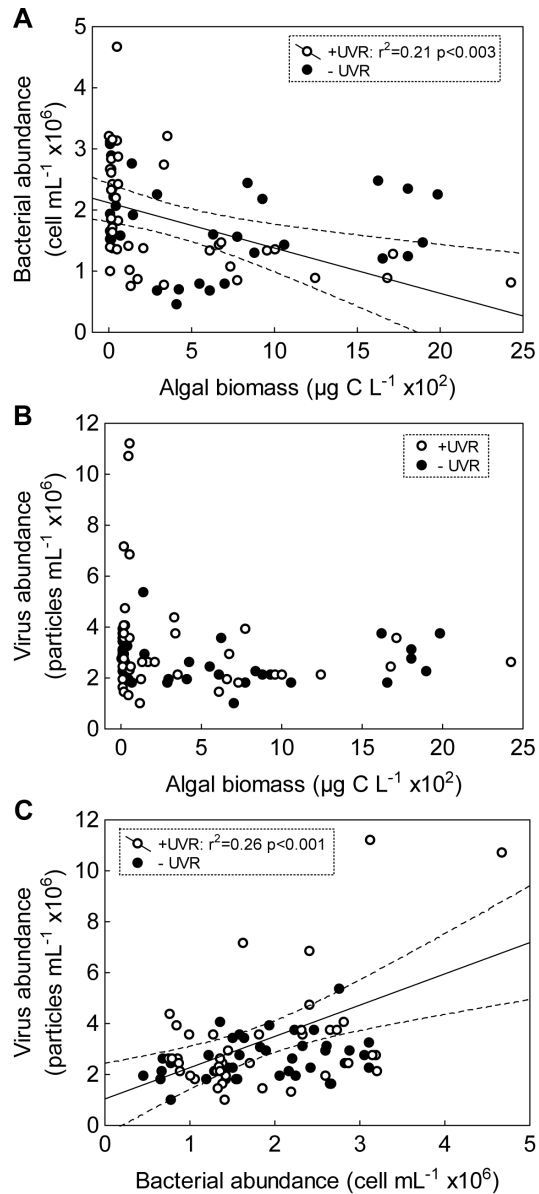 A
5
4
3
2
1
0
Bacterial abundance
(cell mL⁻¹ x10⁶)
+UVR: r²=0.21 p<0.003
- UVR
0 5 10 15 20 25
Algal biomass (µg C L⁻¹ x10²)
B
12
10
8
6
4
2
0
Virus abundance
(particles mL⁻¹ x10⁶)
+UVR
- UVR
0 5 10 15 20 25
Algal biomass (µg C L⁻¹ x10²)
C
12
10
8
6
4
2
0
Virus abundance
(particles mL⁻¹ x10⁶)
+UVR: r²=0.26 p<0.001
- UVR
0 1 2 3 4 5
Bacterial abundance (cell mL⁻¹ x10⁶)